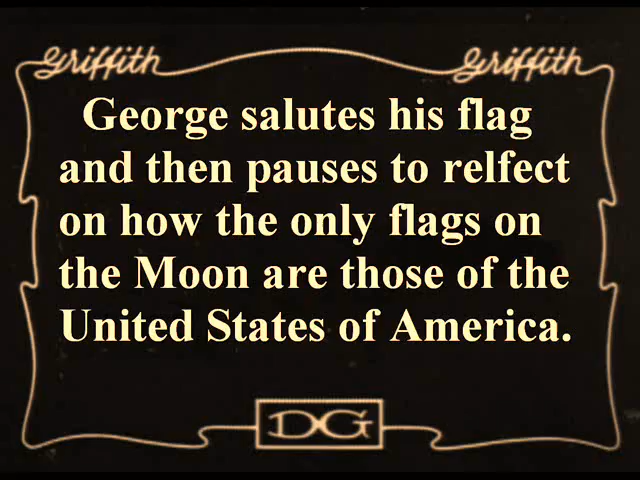 Griffith Griffith
George salutes his flag
and then pauses to relfect
on how the only flags on
the Moon are those of the
United States of America.
DG